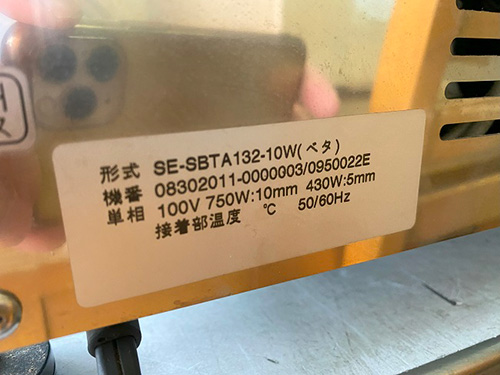 形式 SE-SBTA132-10W(ベタ)
機番 08302011-0000003/0950022E
単相 100V 750W:10mm 430W:5mm
接着部温度 ℃ 50/60Hz